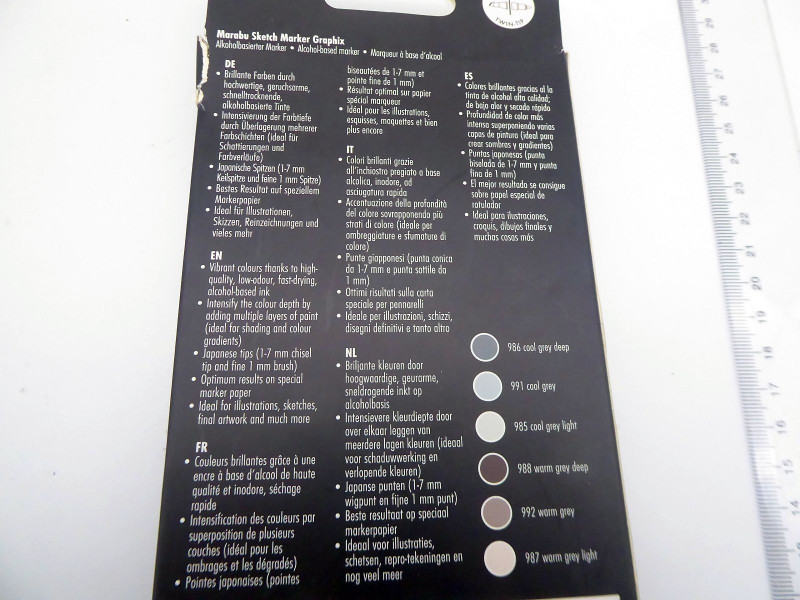 TWIN-TIP
Marabu Sketch Marker Graphix
Alkoholbasierter Marker • Alcohol-based marker • Marqueur à base d'alcool
DE
• Brillante Farben durch
hochwertige, geruchsarme,
schnelltrocknende,
alkoholbasierte Tinte
• Intensivierung der Farbtiefe
durch Überlagerung mehrerer
Farbschichten (ideal für
Schattierungen und
Farbverläufe)
• Japanische Spitzen (1-7 mm
Keilspitze und feine 1 mm Spitze)
• Bestes Resultat auf speziellem
Markerpapier
• Ideal für Illustrationen,
Skizzen, Reinzeichnungen und
vieles mehr
EN
• Vibrant colours thanks to high-
quality, low-odour, fast-drying,
alcohol-based ink
• Intensify the colour depth by
adding multiple layers of paint
(ideal for shading and colour
gradients)
• Japanese tips (1-7 mm chisel
tip and fine 1 mm brush)
• Optimum results on special
marker paper
• Ideal for illustrations, sketches,
final artwork and much more
FR
• Couleurs brillantes grâce à une
encre à base d'alcool de haute
qualité et inodore, séchage
rapide
• Intensification des couleurs par
superposition de plusieurs
couches (idéal pour les
ombrages et les dégradés)
• Pointes japonaises (pointes
biseautées de 1-7 mm et
pointe fine de 1 mm)
• Résultat optimal sur papier
spécial marqueur
• Idéal pour les illustrations,
esquisses, maquettes et bien
plus encore
IT
• Colori brillanti grazie
all'inchiostro pregiato a base
alcolica, inodore, ad
asciugatura rapida
• Accentuazione della profondità
del colore sovrapponendo più
strati di colore (ideale per
ombreggiature e sfumature di
colore)
• Punte giapponesi (punta conica
da 1-7 mm e punta sottile da
1 mm)
• Ottimi risultati sulla carta
speciale per pennarelli
• Ideale per illustrazioni, schizzi,
disegni definitivi e tanto altro
NL
• Briljante kleuren door
hoogwaardige, geurarme,
sneldrogende inkt op
alcoholbasis
• Intensievere kleurdiepte door
over elkaar leggen van
meerdere lagen kleuren (ideaal
voor schaduwwerking en
verlopende kleuren)
• Japanse punten (1-7 mm
wigpunt en fijne 1 mm punt)
• Beste resultaat op speciaal
markerpapier
• Ideaal voor illustraties,
schetsen, repro-tekeningen en
nog veel meer
ES
• Colores brillantes gracias al la
tinta de alcohol alta calidad;
de bajo alor y secado rápido
• Profundidad de color más
intensa superponiendo varias
capas de pintura (ideal para
crear sombras y gradientes)
• Puntas japonesas (punta
biselada de 1-7 mm y punta
fina de 1 mm)
• El mejor resultado se consigue
sobre papel especial de
rotulador
• Ideal para ilustraciones,
croquis, dibujos finales y
muchas cosas más
986 cool grey deep
991 cool grey
985 cool grey light
988 warm grey deep
992 warm grey
987 warm grey light
28
27
26
25
24
23
22
21
20
19
18
17
16
15
14